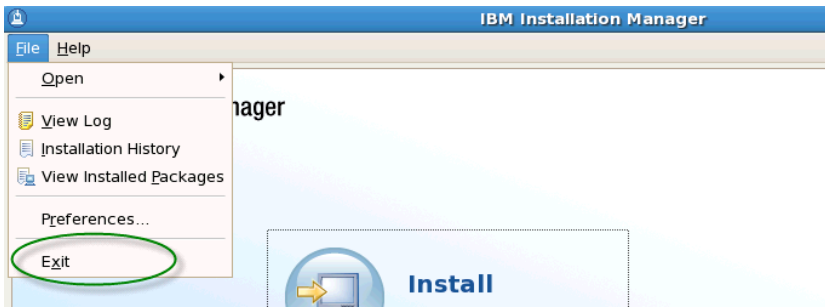 IBM Installation Manager
File Help
Open
nager
View Log
Installation History
View Installed Packages
Preferences...
Exit
Install